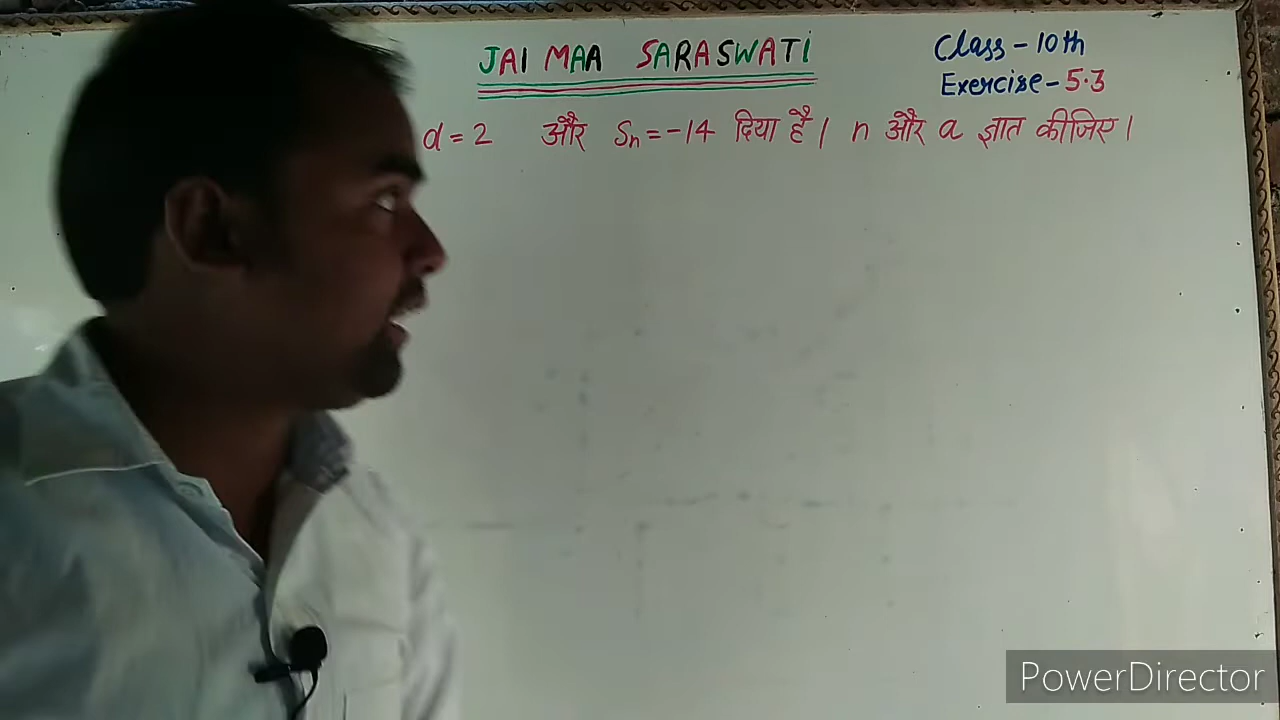 JAI MAA SARASWATI
Class-10th
Exercise-5.3
d=2 और Sn=-14 दिया है। n और a ज्ञात कीजिए।
PowerDirector